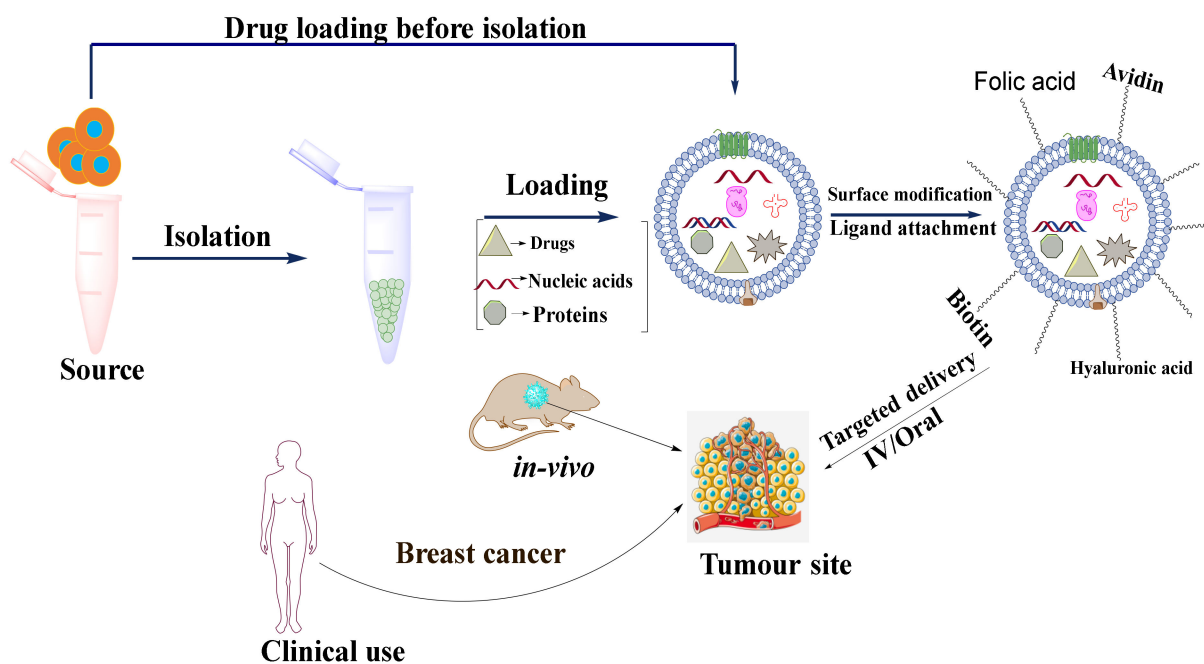 Drug loading before isolation
Folic acid
Avidin
Loading
Surface modification
Isolation
Ligand attachment
Drugs
Nucleic acids
Proteins
Biotin
Source
Hyaluronic acid
Targeted delivery
IV/Oral
in-vivo
Breast cancer
Tumour site
Clinical use